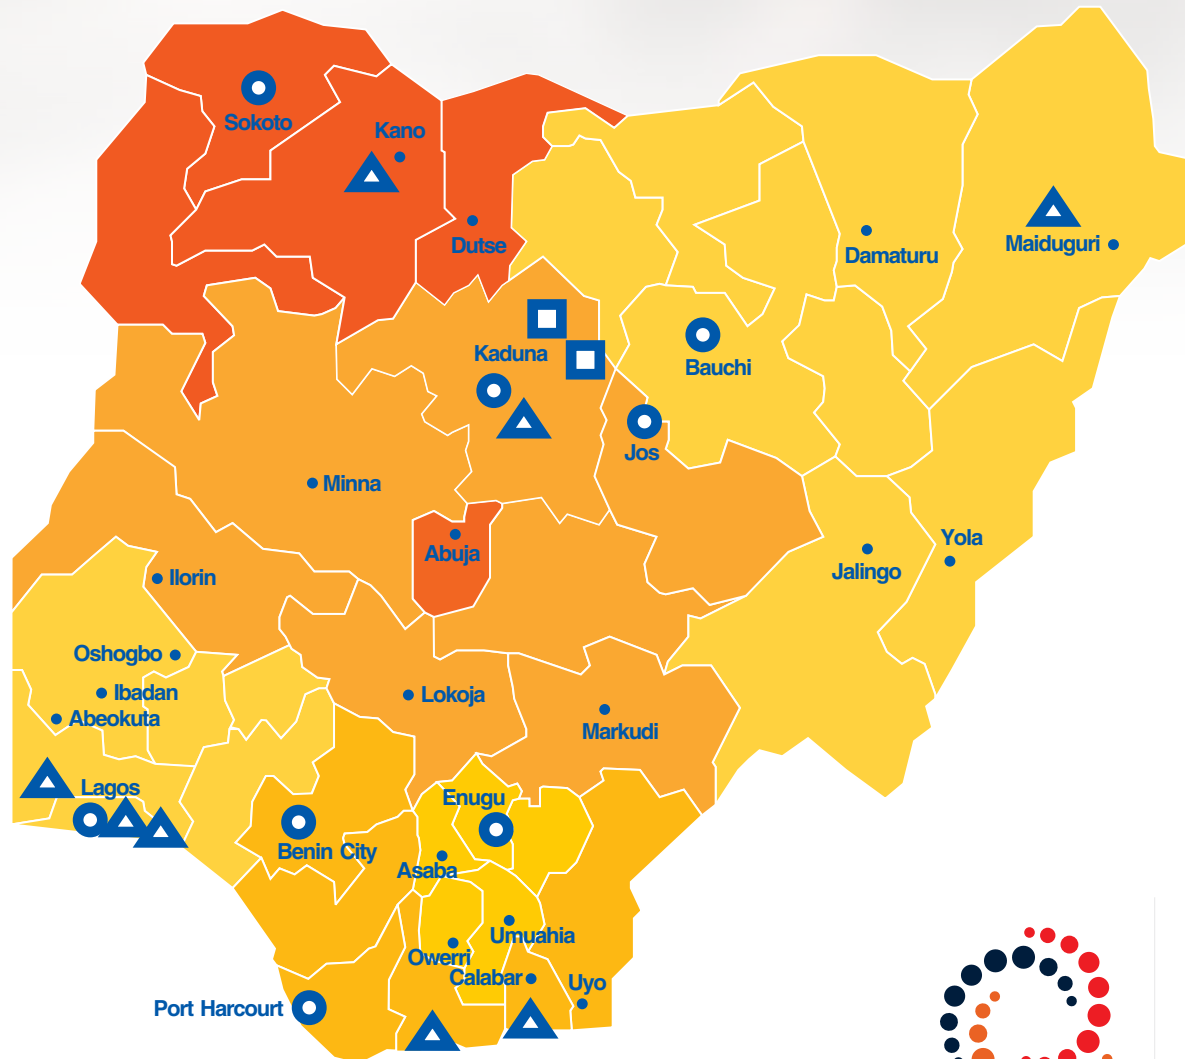 Sokoto
Kano
Dutse
Damaturu
Maiduguri
Kaduna
Bauchi
Jos
Minna
Abuja
Yola
Jalingo
Ilorin
Oshogbo
Ibadan
Abeokuta
Lokoja
Markudi
Lagos
Enugu
Benin City
Asaba
Umuahia
Owerri
Calabar
Uyo
Port Harcourt